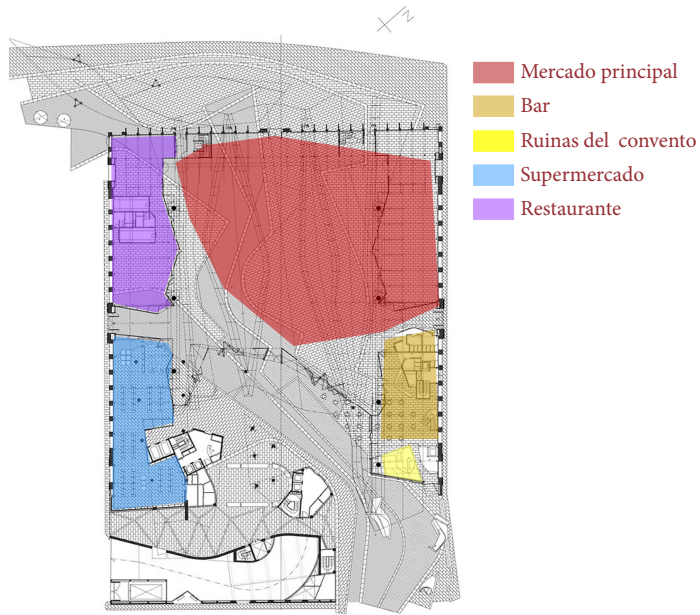 N
Mercado principal
Bar
Ruinas del convento
Supermercado
Restaurante